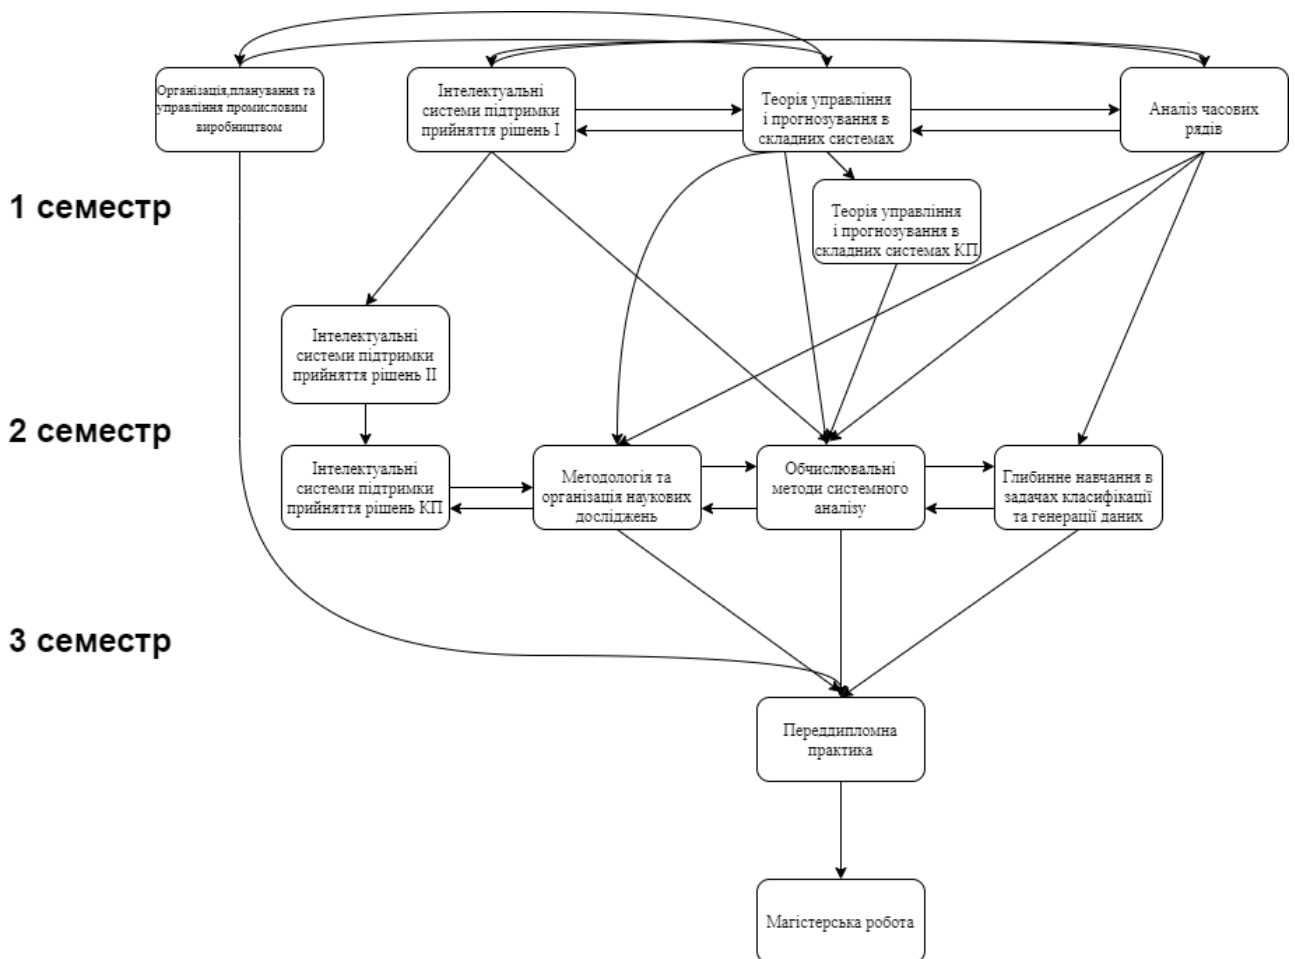 Організація,планування та
управління промисловим
виробництвом
Інтелектуальні
системи підтримки
прийняття рішень І
Теорія управління
і прогнозування в
складних системах
Аналіз часових
рядів
1 семестр
Теорія управління
і прогнозування в
складних системах КП
Інтелектуальні
системи підтримки
прийняття рішень ІІ
2 семестр
Інтелектуальні
системи підтримки
прийняття рішень КП
Методологія та
організація наукових
досліджень
Обчислювальні
методи системного
аналізу
Глибинне навчання в
задачах класифікації
та генерації даних
3 семестр
Переддипломна
практика
Магістерська робота